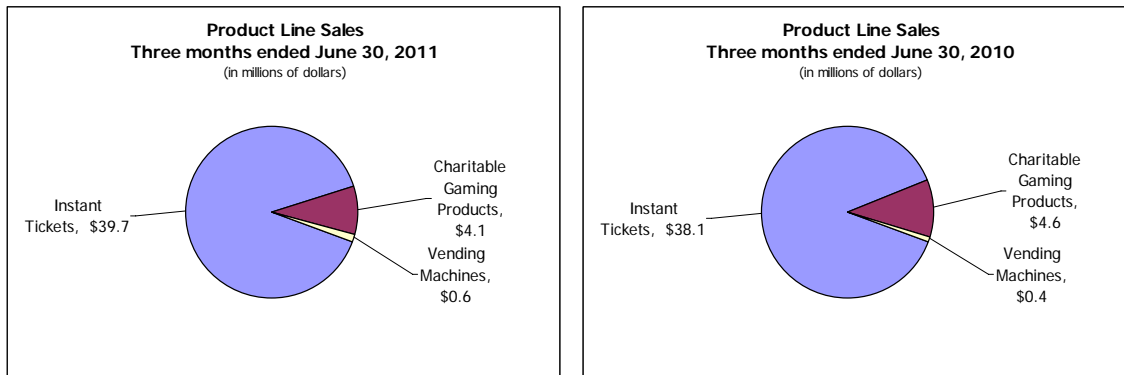 Product Line Sales
Three months ended June 30, 2011
(in millions of dollars)
Instant
Tickets, $39.7
Charitable
Gaming
Products,
$4.1
Vending
Machines,
$0.6
Product Line Sales
Three months ended June 30, 2010
(in millions of dollars)
Instant
Tickets, $38.1
Charitable
Gaming
Products,
$4.6
Vending
Machines,
$0.4